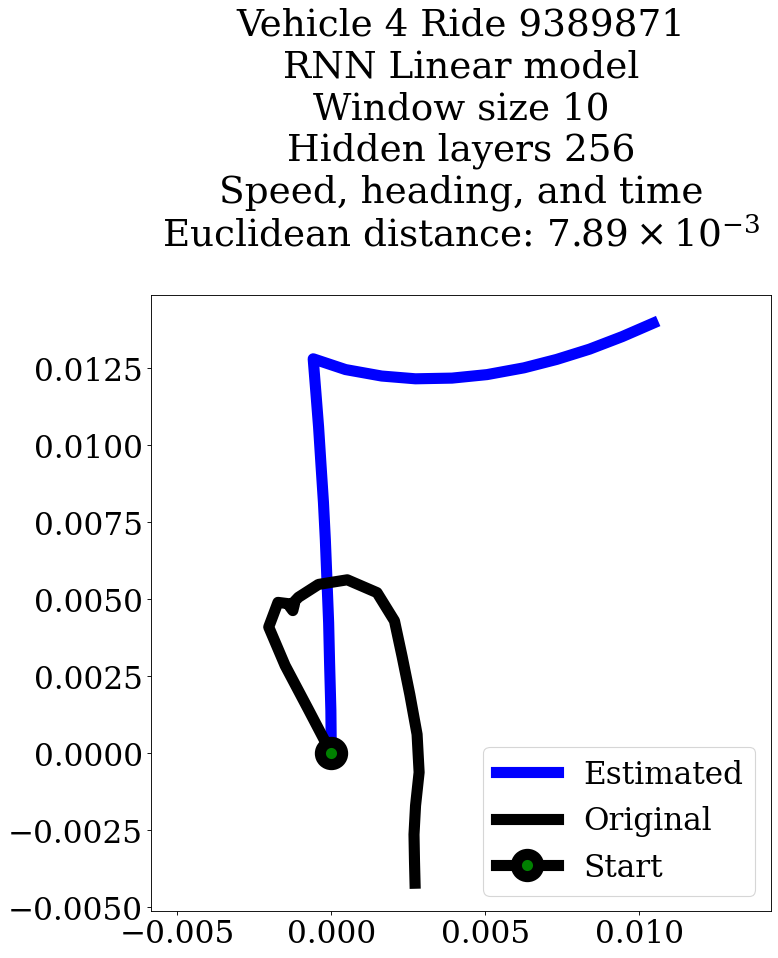 Vehicle 4 Ride 9389871
RNN Linear model
Window size 10
Hidden layers 256
Speed, heading, and time
Euclidean distance: 7.89 × 10⁻³
0.0125
0.0100
0.0075
0.0050
0.0025
0.0000
−0.0025
−0.0050
Estimated
Original
Start
−0.005 0.000 0.005 0.010